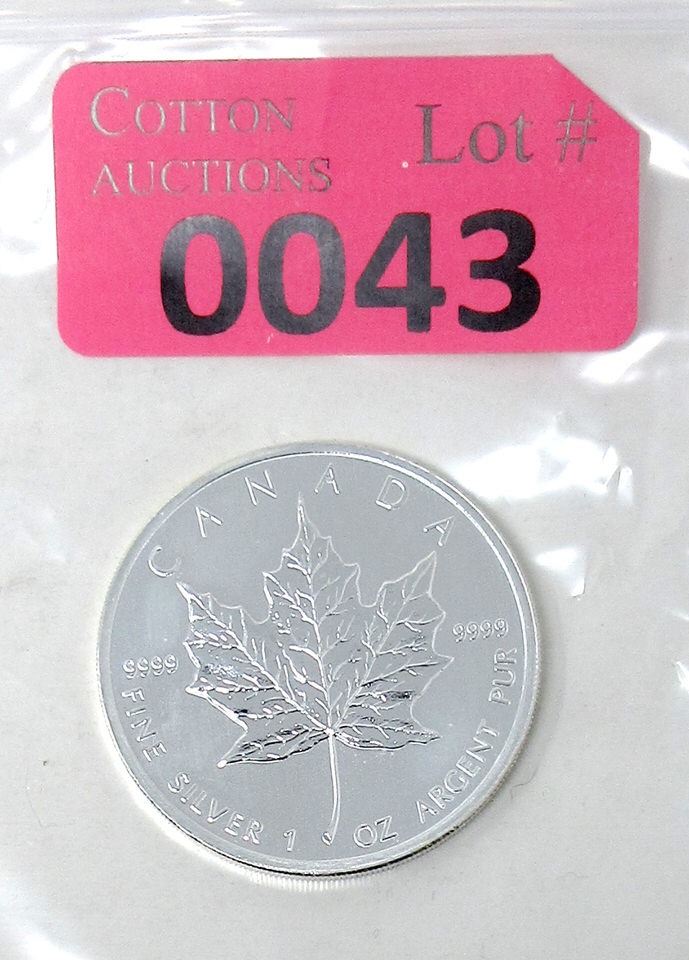 COTTON
AUCTIONS
Lot #
0043
CANADA
9999
9999
FINE SILVER 1 OZ ARGENT PUR